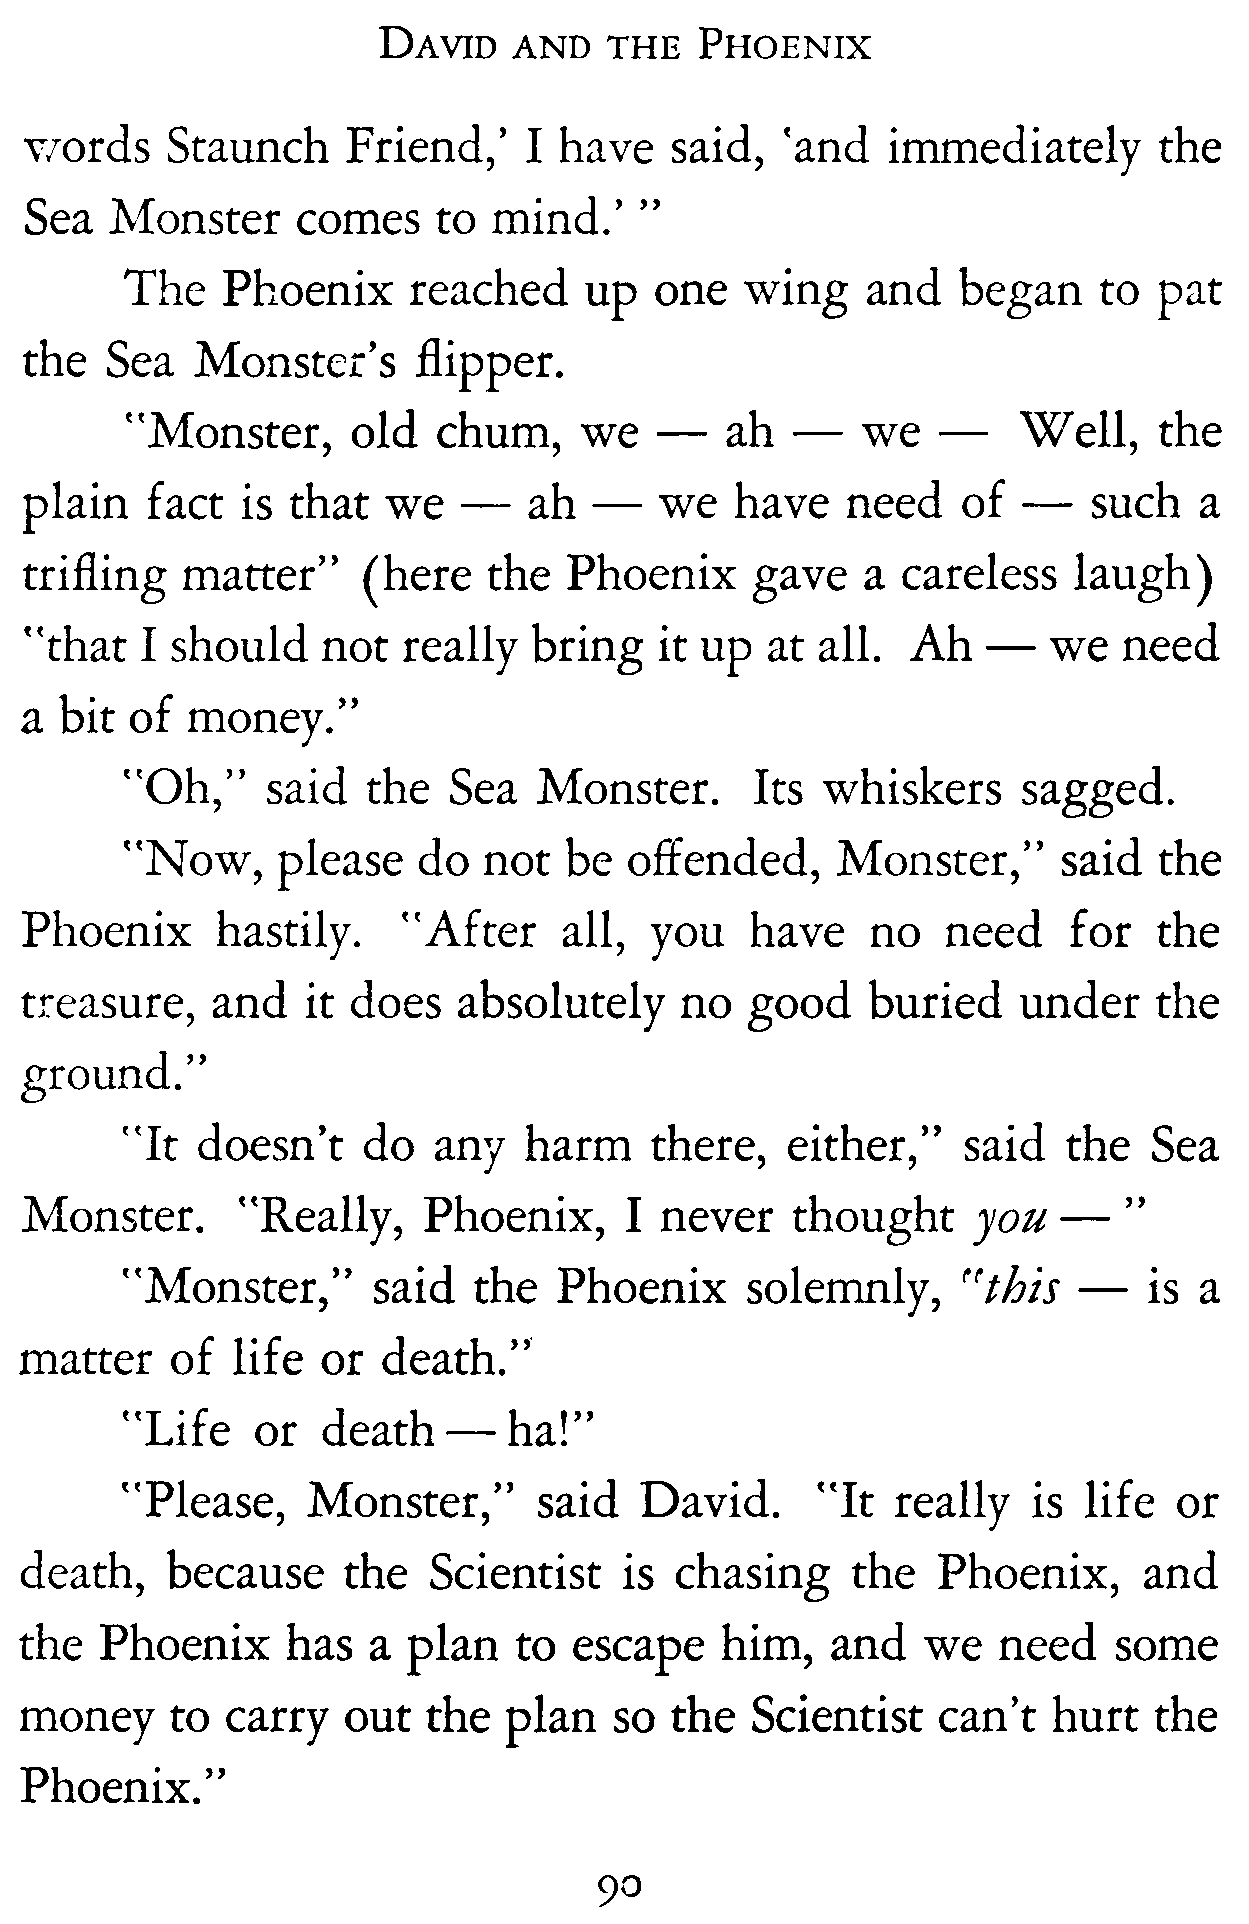 DAVID AND THE PHOENIX
words Staunch Friend,’ I have said, ‘and immediately the
Sea Monster comes to mind.’ ”
The Phoenix reached up one wing and began to pat
the Sea Monster’s flipper.
“Monster, old chum, we — ah — we — Well, the
plain fact is that we — ah — we have need of — such a
trifling matter” (here the Phoenix gave a careless laugh)
“that I should not really bring it up at all. Ah — we need
a bit of money.”
“Oh,” said the Sea Monster. Its whiskers sagged.
“Now, please do not be offended, Monster,” said the
Phoenix hastily. “After all, you have no need for the
treasure, and it does absolutely no good buried under the
ground.”
“It doesn’t do any harm there, either,” said the Sea
Monster. “Really, Phoenix, I never thought you — ”
“Monster,” said the Phoenix solemnly, “this — is a
matter of life or death.”
“Life or death — ha!”
“Please, Monster,” said David. “It really is life or
death, because the Scientist is chasing the Phoenix, and
the Phoenix has a plan to escape him, and we need some
money to carry out the plan so the Scientist can’t hurt the
Phoenix.”
90